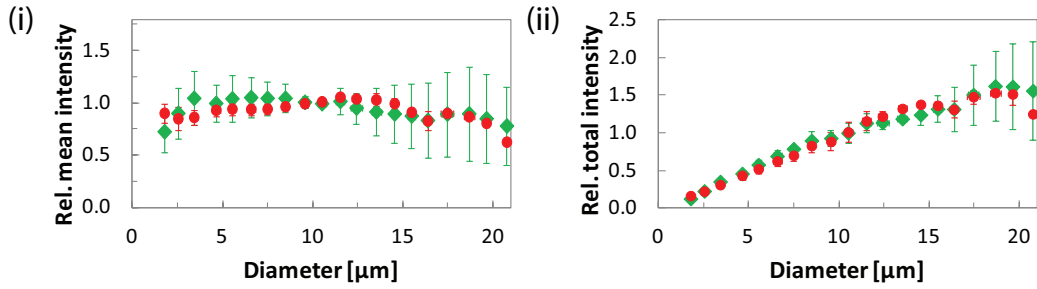 (i)
Rel. mean intensity
1.5
1.0
0.5
0.0
0 5 10 15 20
Diameter [µm]
(ii)
Rel. total intensity
2.5
2.0
1.5
1.0
0.5
0.0
0 5 10 15 20
Diameter [µm]